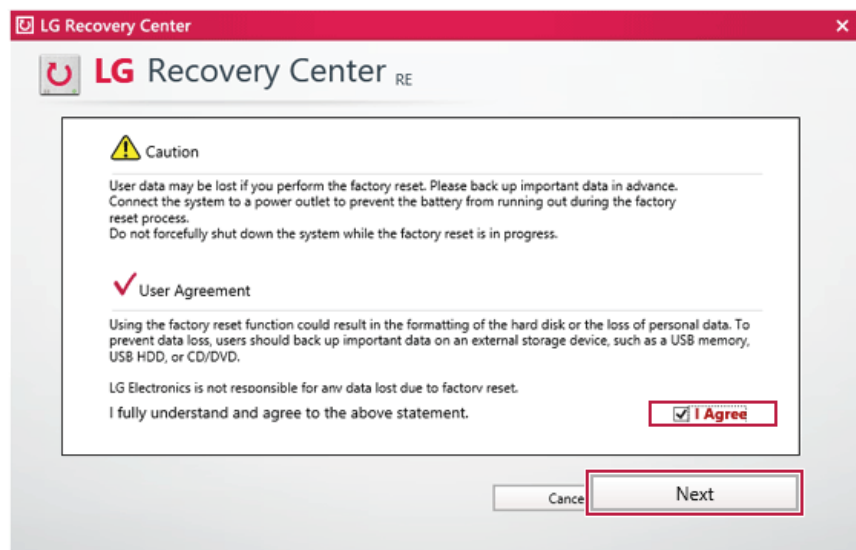 LG Recovery Center
LG Recovery Center RE
Caution
User data may be lost if you perform the factory reset. Please back up important data in advance.
Connect the system to a power outlet to prevent the battery from running out during the factory
reset process.
Do not forcefully shut down the system while the factory reset is in progress.
User Agreement
Using the factory reset function could result in the formatting of the hard disk or the loss of personal data. To
prevent data loss, users should back up important data on an external storage device, such as a USB memory,
USB HDD, or CD/DVD.
LG Electronics is not responsible for any data lost due to factory reset.
I fully understand and agree to the above statement.
I Agree
Cance
Next